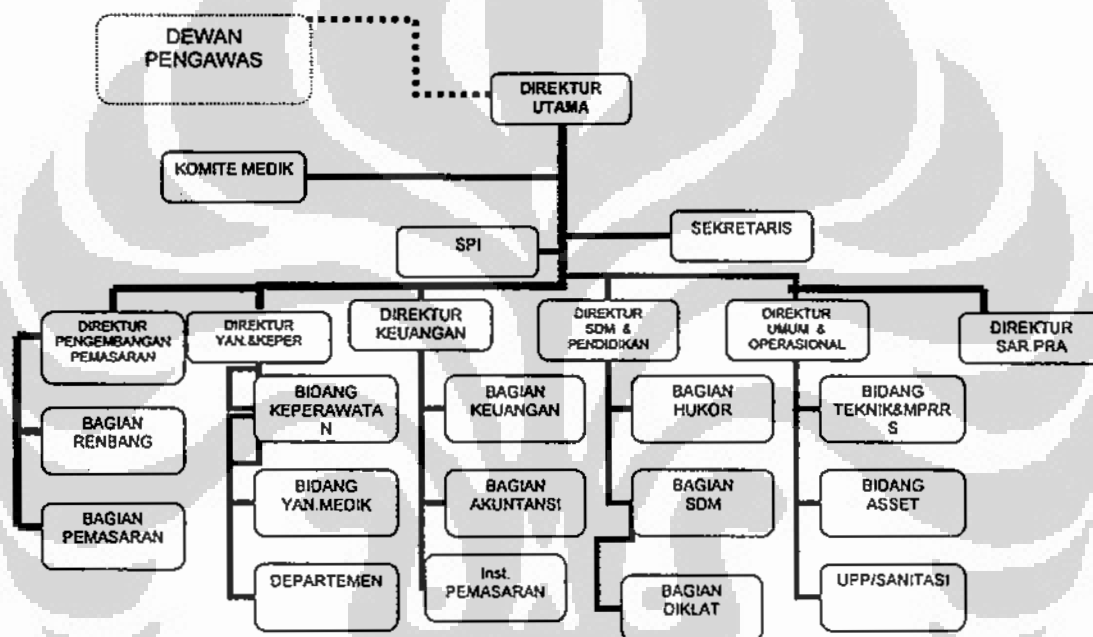 DEWAN
PENGAWAS
DIREKTUR
UTAMA
KOMITE MEDIK
SPI
SEKRETARIS
DIREKTUR
PENGEMBANGAN
PEMASARAN
DIREKTUR
YAN.&KEPER
DIREKTUR
KEUANGAN
DIREKTUR
SDM &
PENDIDIKAN
DIREKTUR
UMUM &
OPERASIONAL
DIREKTUR
SAR.PRA
BAGIAN
RENBANG
BAGIAN
PEMASARAN
BIDANG
KEPERAWATA
N
BIDANG
YAN.MEDIK
DEPARTEMEN
BAGIAN
KEUANGAN
BAGIAN
AKUNTANSI
Inst.
PEMASARAN
BAGIAN
HUKOR
BAGIAN
SDM
BAGIAN
DIKLAT
BIDANG
TEKNIK&MPRR
S
BIDANG
ASSET
UPP/SANITASI